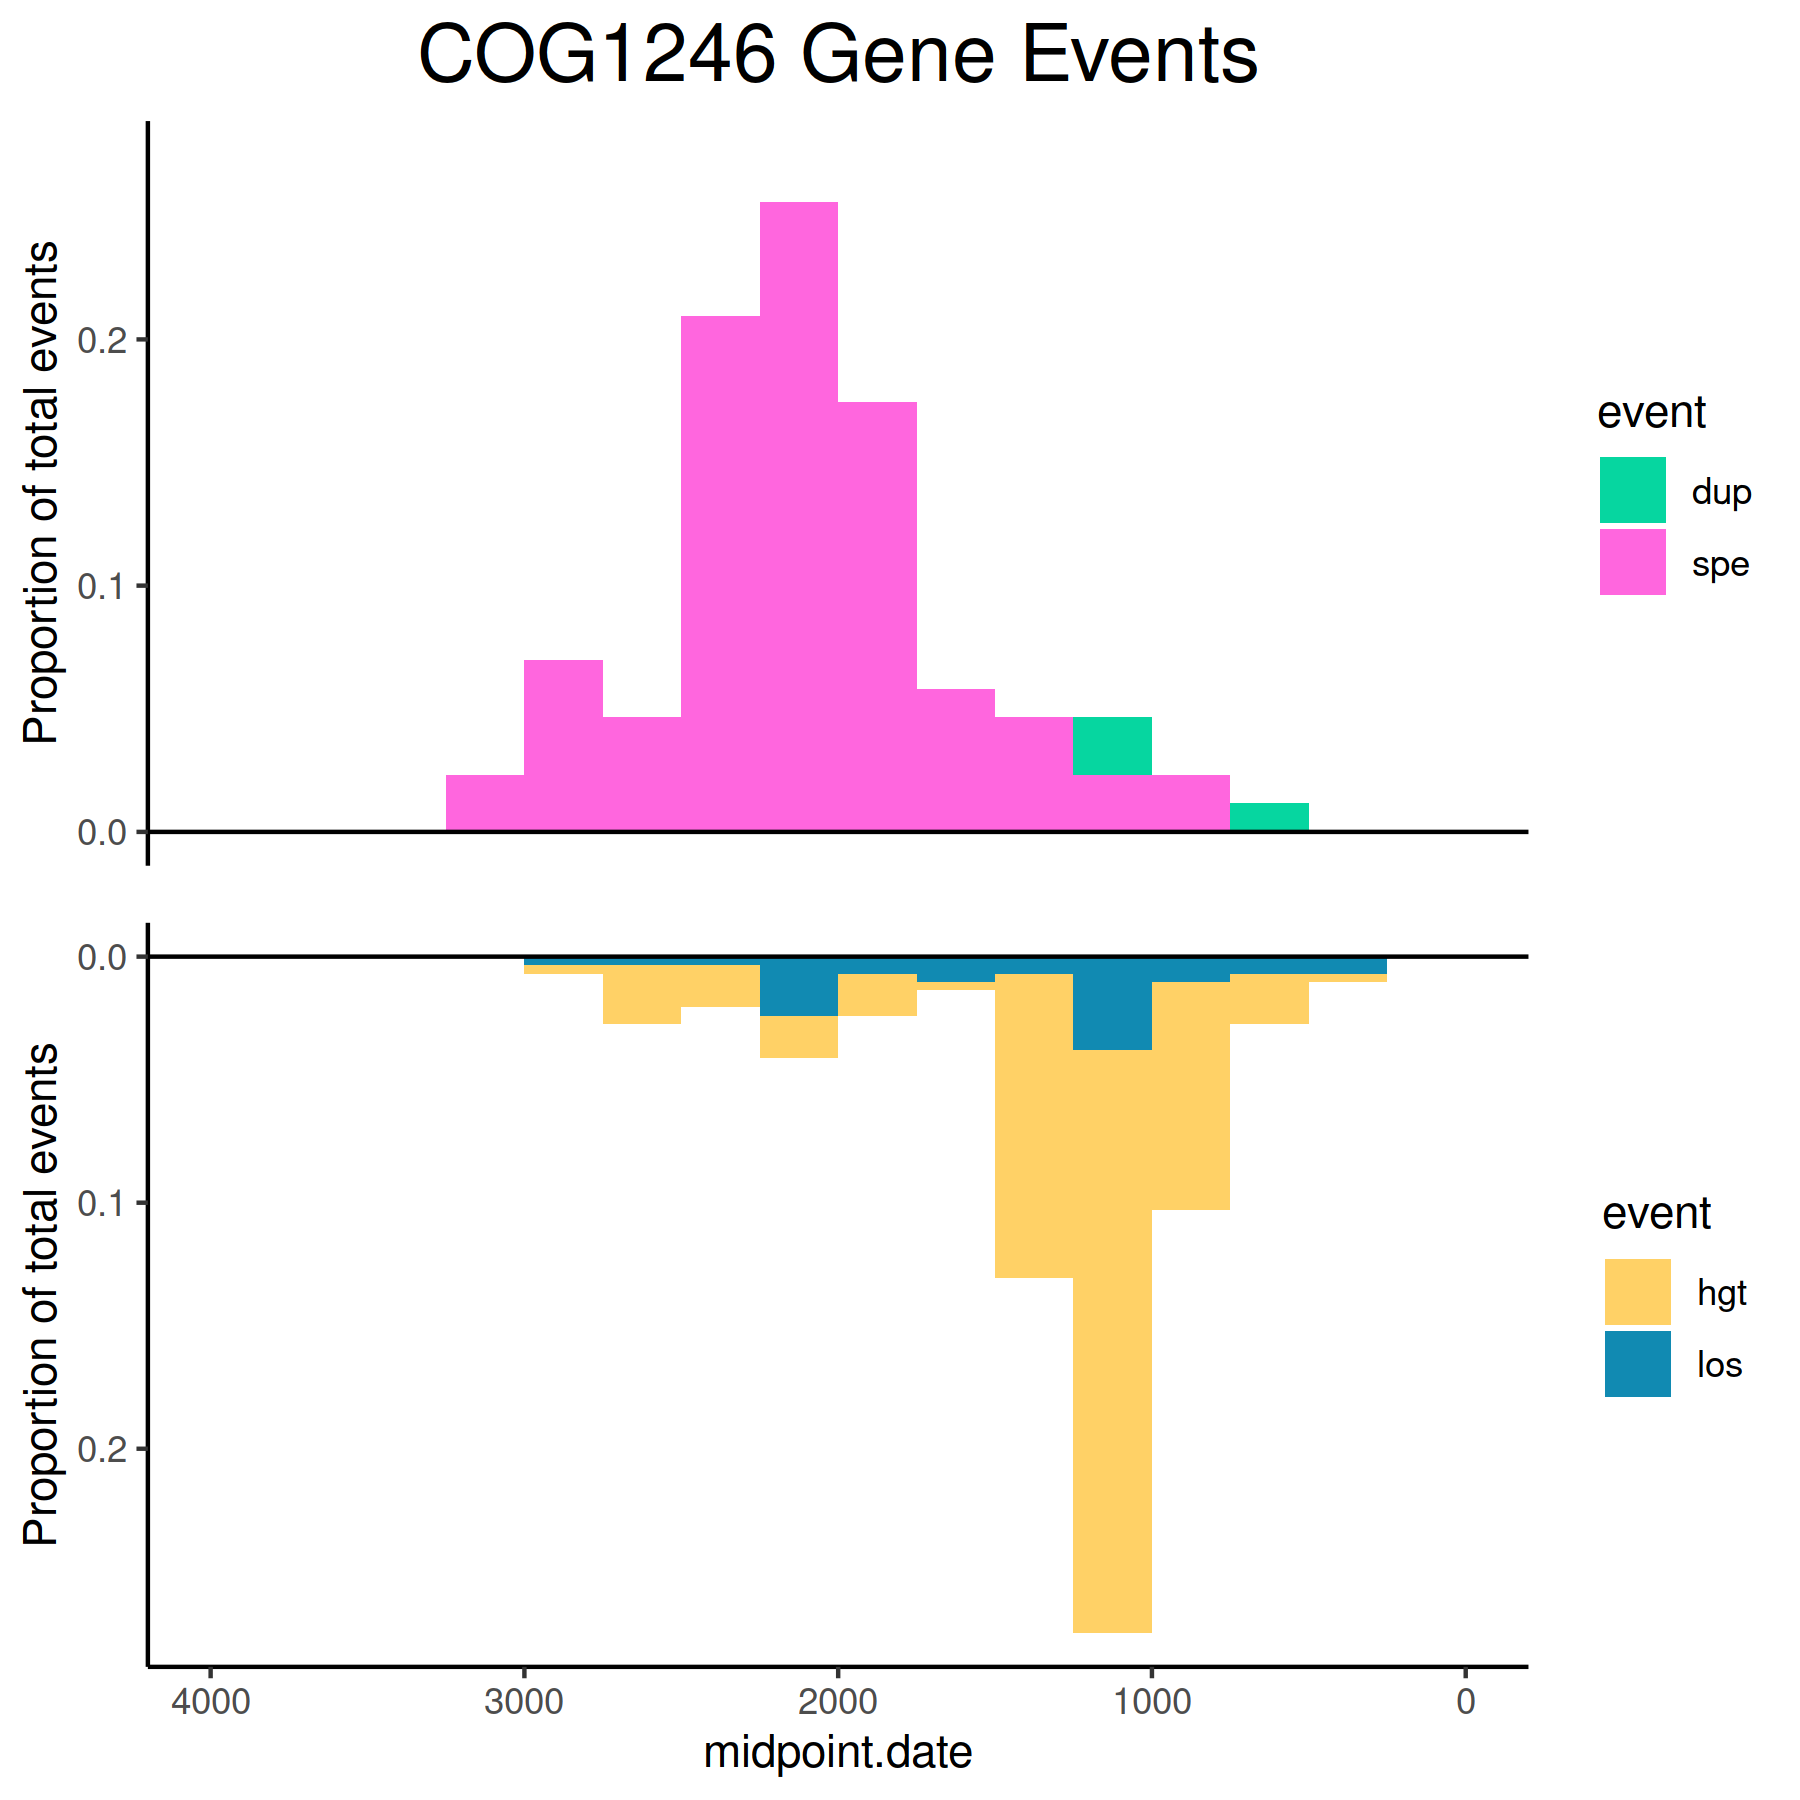 COG1246 Gene Events
Proportion of total events
0.2
0.1
0.0
event
dup
spe
Proportion of total events
0.0
0.1
0.2
event
hgt
los
4000 3000 2000 1000 0
midpoint.date